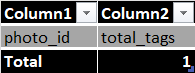 Column1 Column2
photo_id total_tags
Total 1